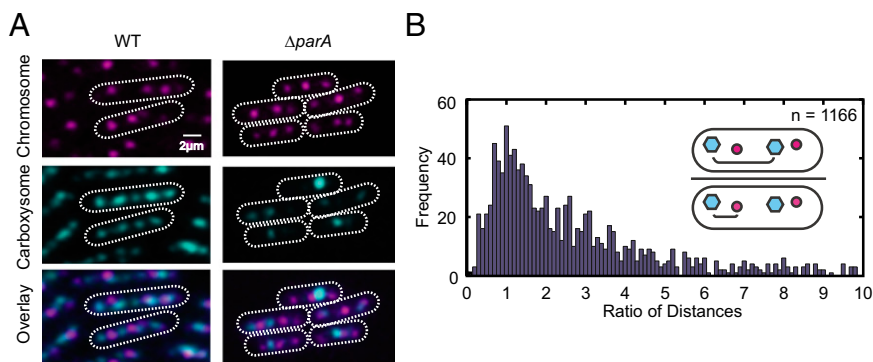 A
WT
ΔparA
Chromosome
2μm
Carboxysome
Overlay
B
n = 1166
Frequency
60
40
20
0
0 1 2 3 4 5 6 7 8 9 10
Ratio of Distances